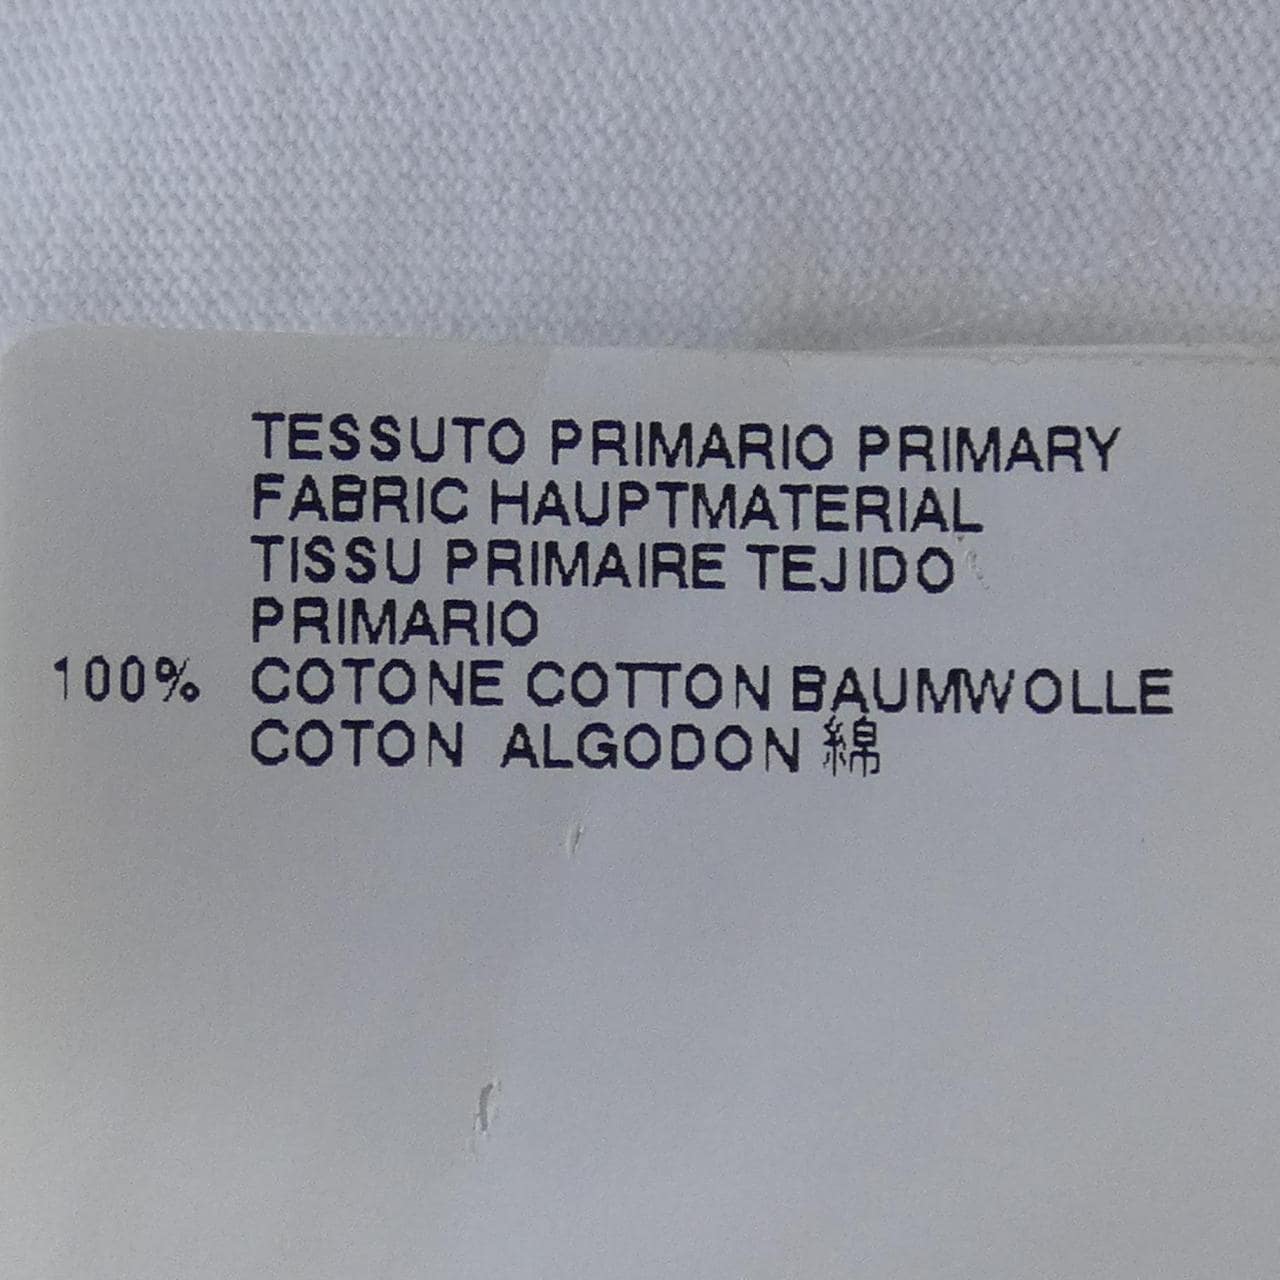 TESSUTO PRIMARIO PRIMARY
FABRIC HAUPTMATERIAL
TISSU PRIMAIRE TEJIDO
PRIMARIO
100% COTONE COTTON BAUMWOLLE
COTON ALGODON 綿